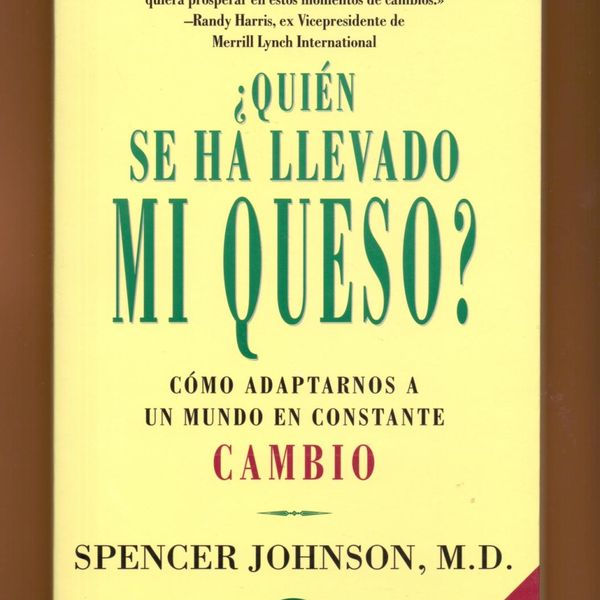 quiera prosperar en estos momentos de cambios.»
—Randy Harris, ex Vicepresidente de
Merrill Lynch International
¿QUIÉN
SE HA LLEVADO
MI QUESO?
CÓMO ADAPTARNOS A
UN MUNDO EN CONSTANTE
CAMBIO
SPENCER JOHNSON, M.D.